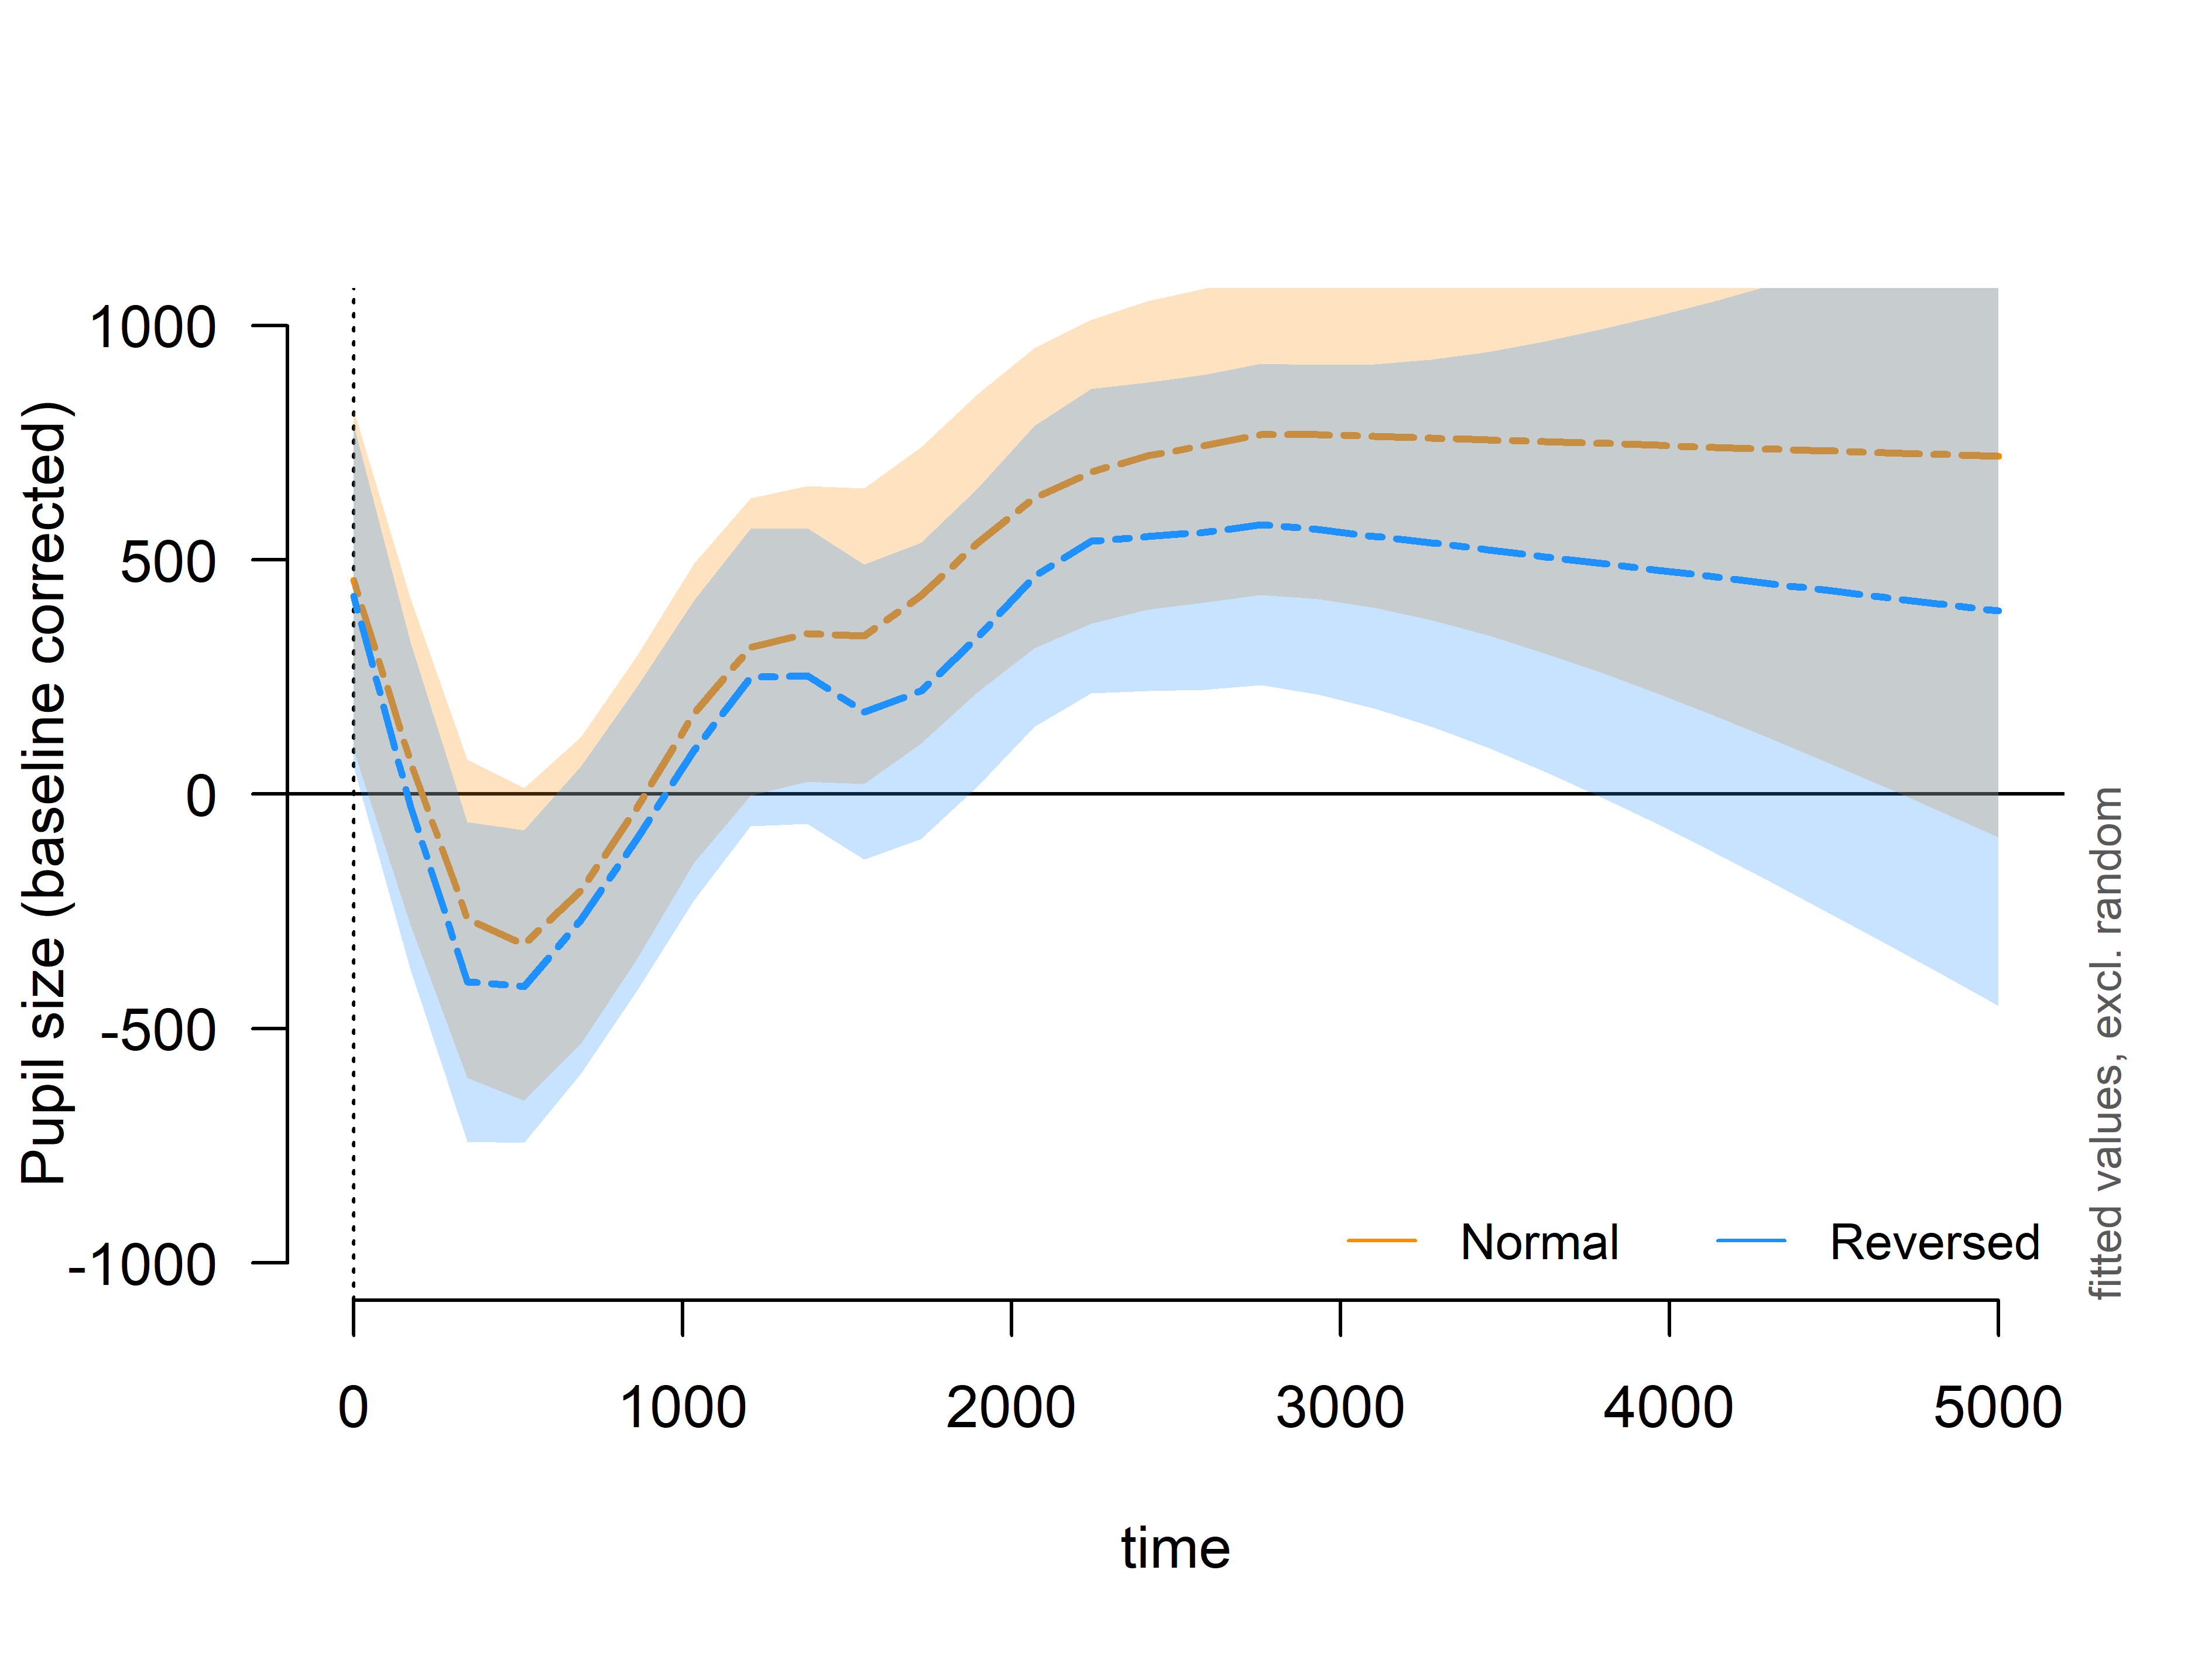 Pupil size (baseline corrected)
1000
500
0
-500
-1000
Normal
Reversed
fitted values, excl. random
0
1000
2000
3000
4000
5000
time